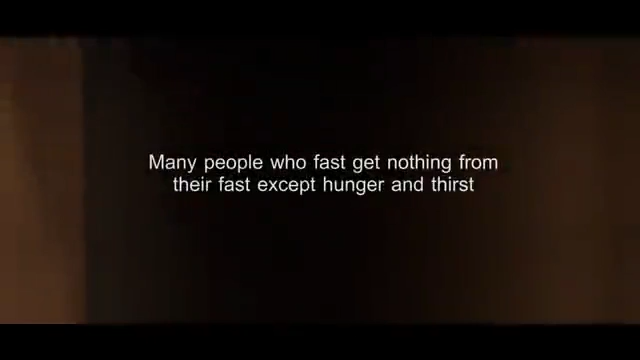 Many people who fast get nothing from
their fast except hunger and thirst